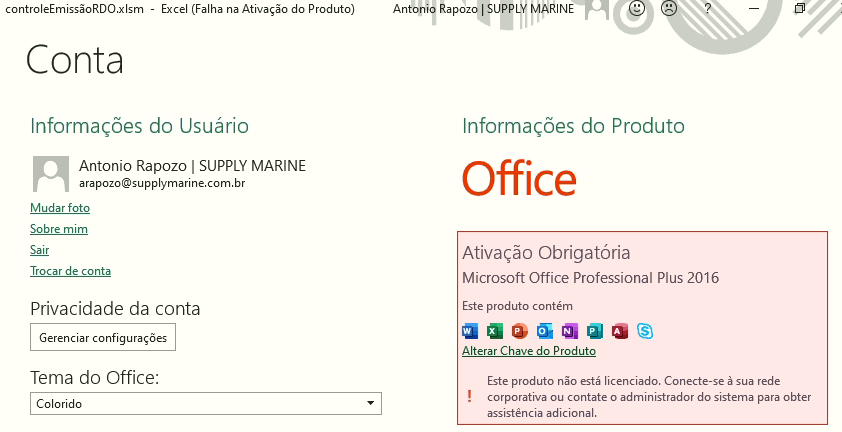 controleEmissãoRDO.xlsm - Excel (Falha na Ativação do Produto)
Antonio Rapozo | SUPPLY MARINE
?
Conta
Informações do Usuário
Antonio Rapozo | SUPPLY MARINE
arapozo@supplymarine.com.br
Mudar foto
Sobre mim
Sair
Trocar de conta
Privacidade da conta
Gerenciar configurações
Tema do Office:
Colorido
Informações do Produto
Office
Ativação Obrigatória
Microsoft Office Professional Plus 2016
Este produto contém
W X P O N P A S
Alterar Chave do Produto
! Este produto não está licenciado. Conecte-se à sua rede
corporativa ou contate o administrador do sistema para obter
assistência adicional.